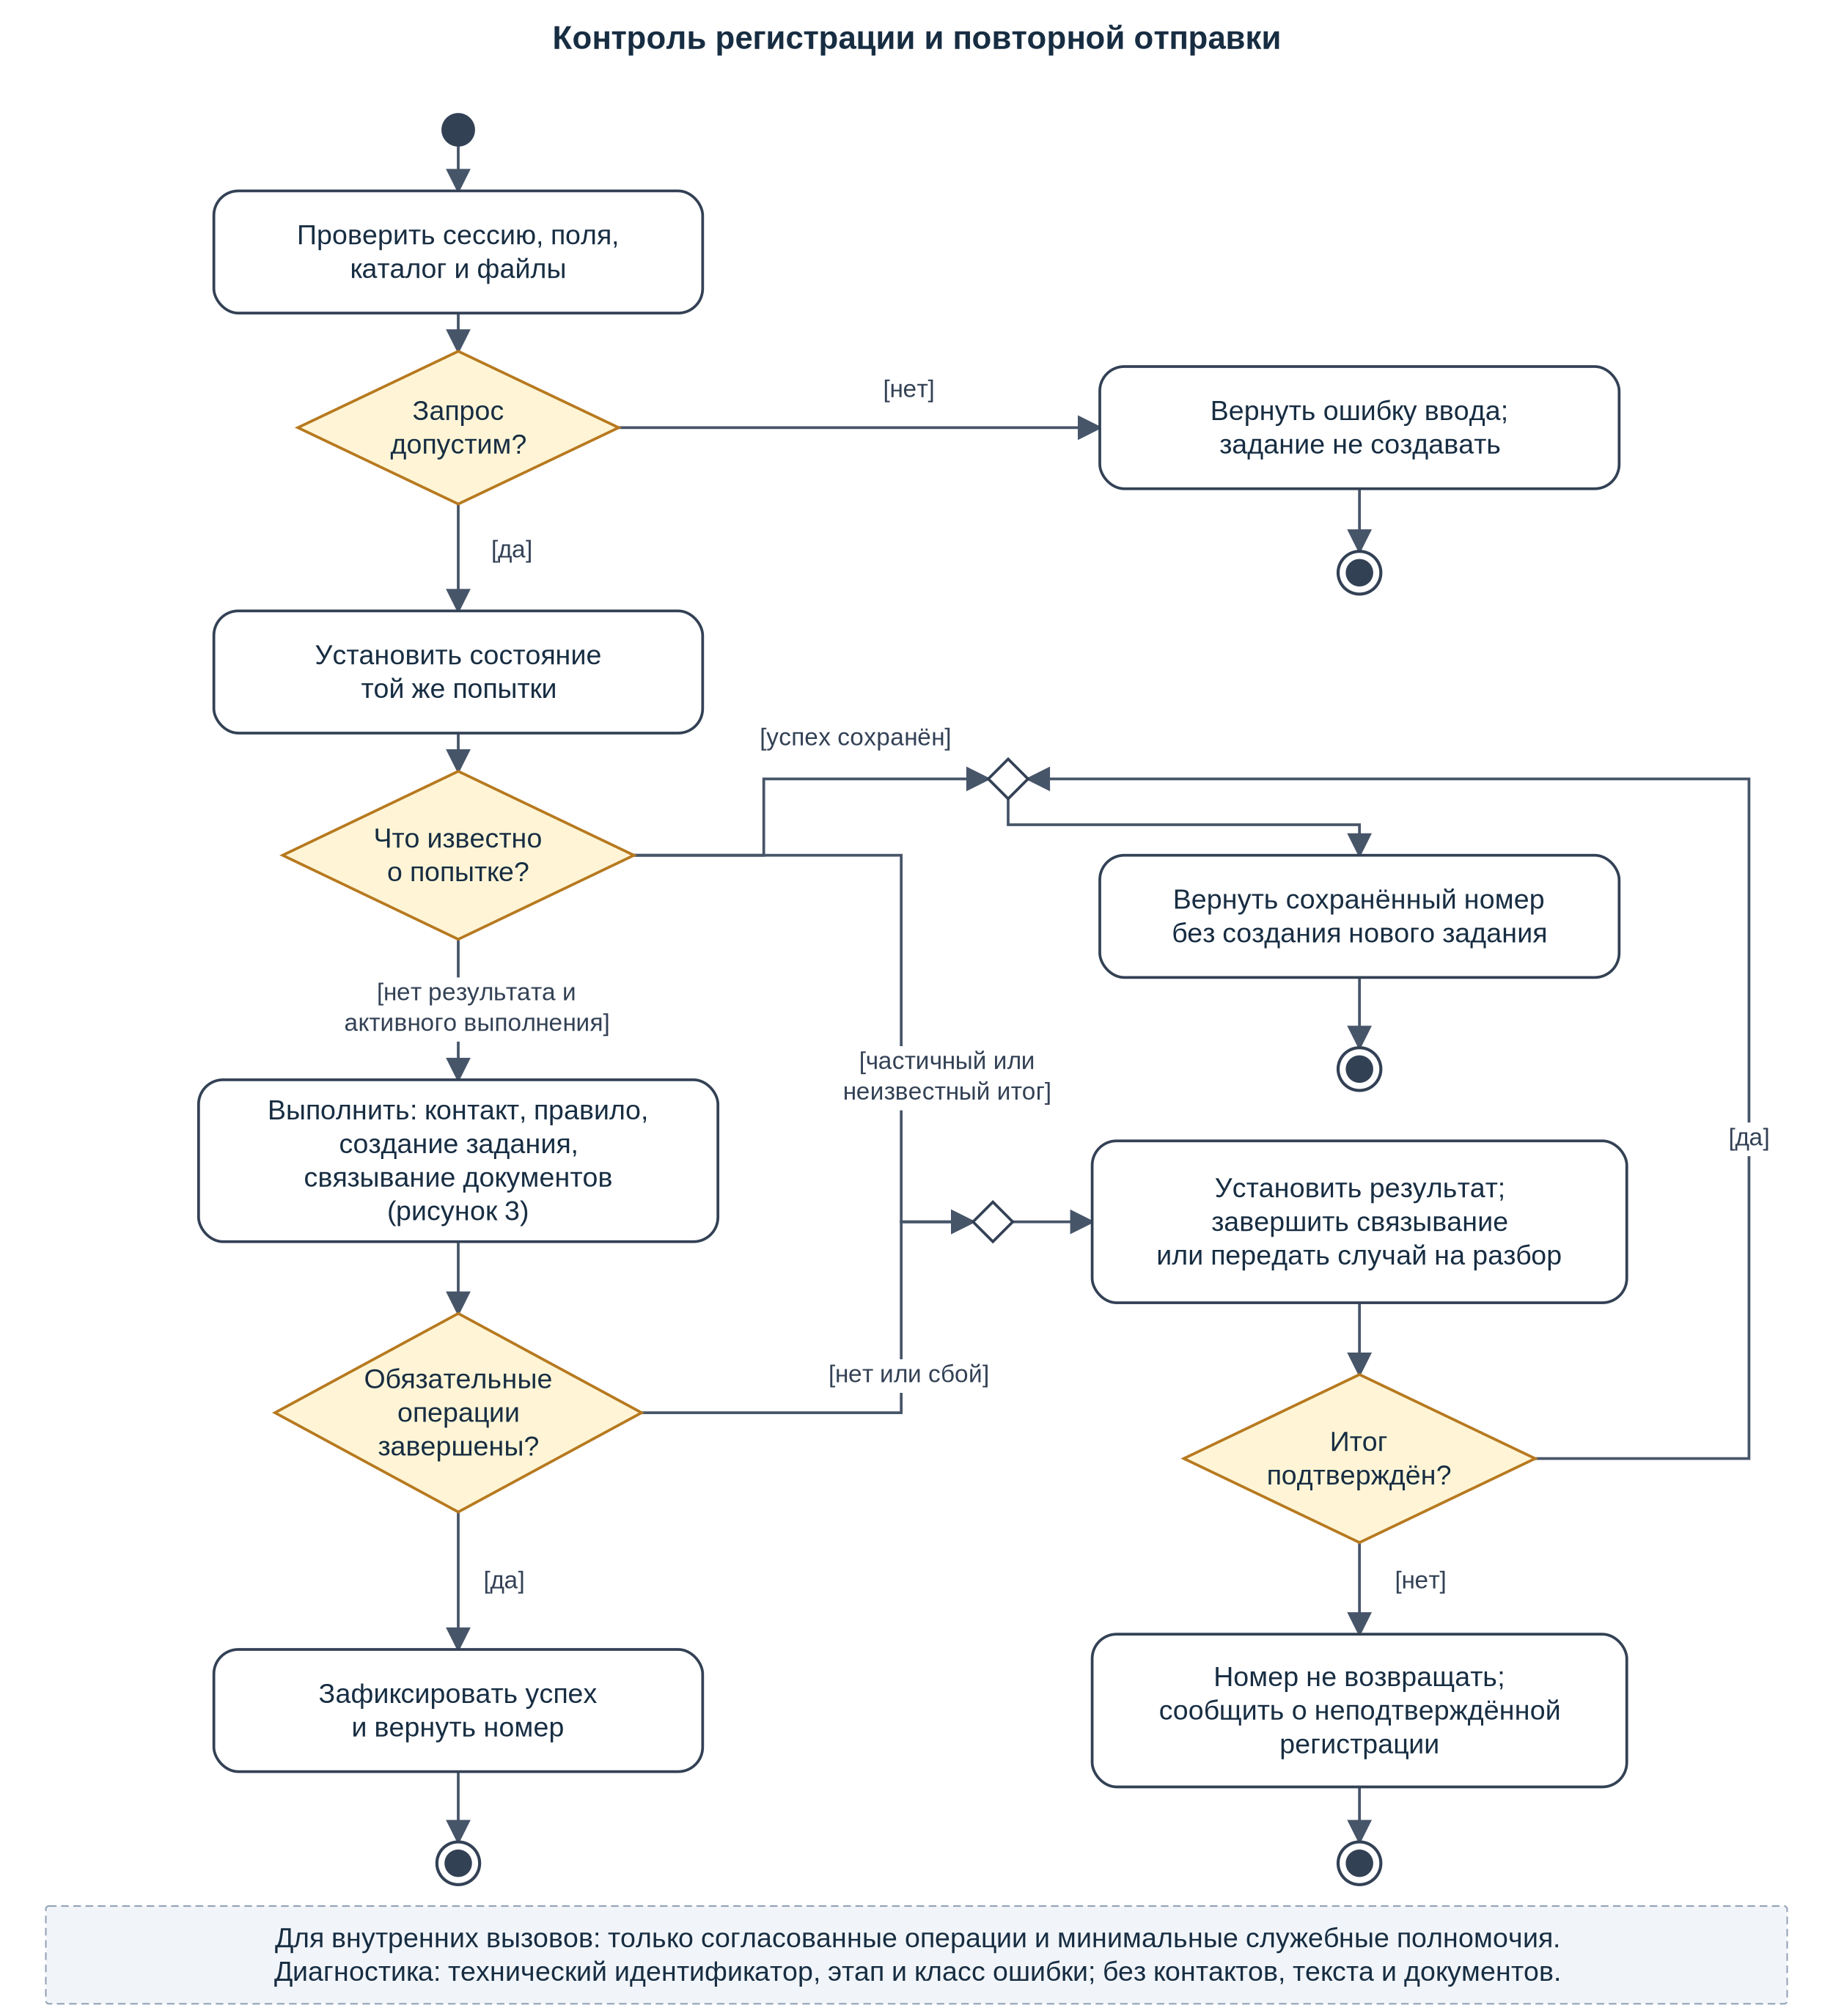 Контроль регистрации и повторной отправки
Проверить сессию, поля,
каталог и файлы
Запрос
допустим?
[нет]
Вернуть ошибку ввода;
задание не создавать
[да]
Установить состояние
той же попытки
[успех сохранён]
Что известно
о попытке?
Вернуть сохранённый номер
без создания нового задания
[нет результата и
активного выполнения]
[частичный или
неизвестный итог]
[да]
Выполнить: контакт, правило,
создание задания,
связывание документов
(рисунок 3)
Установить результат;
завершить связывание
или передать случай на разбор
[нет или сбой]
Обязательные
операции
завершены?
Итог
подтверждён?
[да]
[нет]
Зафиксировать успех
и вернуть номер
Номер не возвращать;
сообщить о неподтверждённой
регистрации
Для внутренних вызовов: только согласованные операции и минимальные служебные полномочия.
Диагностика: технический идентификатор, этап и класс ошибки; без контактов, текста и документов.